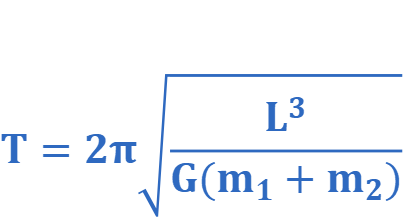 T = 2π√(L³/(G(m₁ + m₂)))